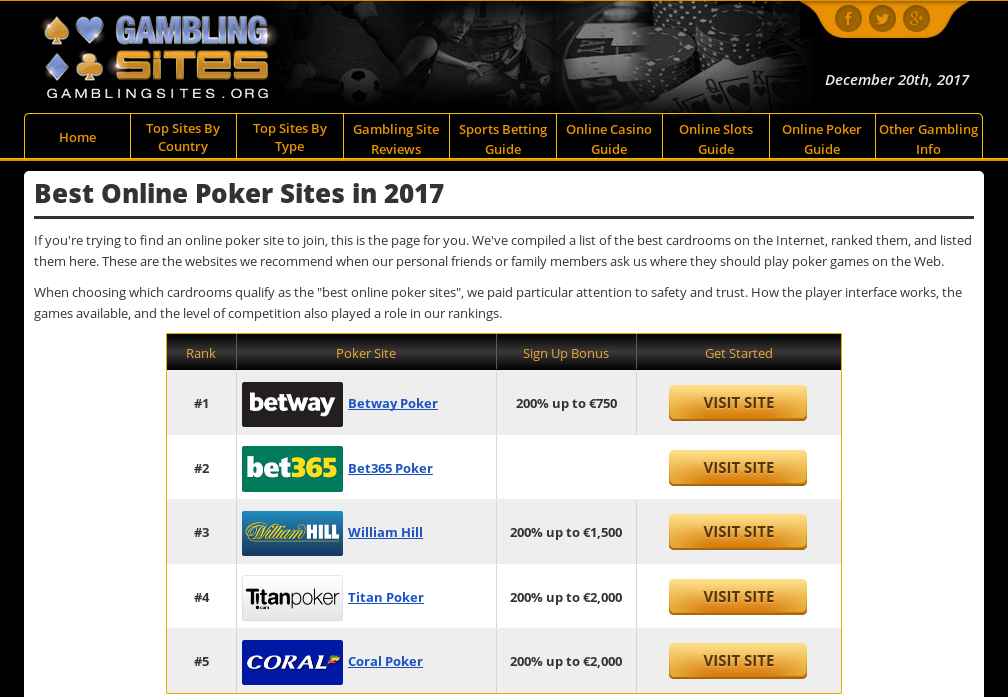 GAMBLING
SITES
GAMBLINGSITES.ORG
December 20th, 2017
Home
Top Sites By
Country
Top Sites By
Type
Gambling Site
Reviews
Sports Betting
Guide
Online Casino
Guide
Online Slots
Guide
Online Poker
Guide
Other Gambling
Info
Best Online Poker Sites in 2017
If you're trying to find an online poker site to join, this is the page for you. We've compiled a list of the best cardrooms on the Internet, ranked them, and listed
them here. These are the websites we recommend when our personal friends or family members ask us where they should play poker games on the Web.
When choosing which cardrooms qualify as the "best online poker sites", we paid particular attention to safety and trust. How the player interface works, the
games available, and the level of competition also played a role in our rankings.
Rank Poker Site Sign Up Bonus Get Started
#1 betway Betway Poker 200% up to €750 VISIT SITE
#2 bet365 Bet365 Poker VISIT SITE
#3 William HILL William Hill 200% up to €1,500 VISIT SITE
#4 Titanpoker .com Titan Poker 200% up to €2,000 VISIT SITE
#5 CORAL Coral Poker 200% up to €2,000 VISIT SITE